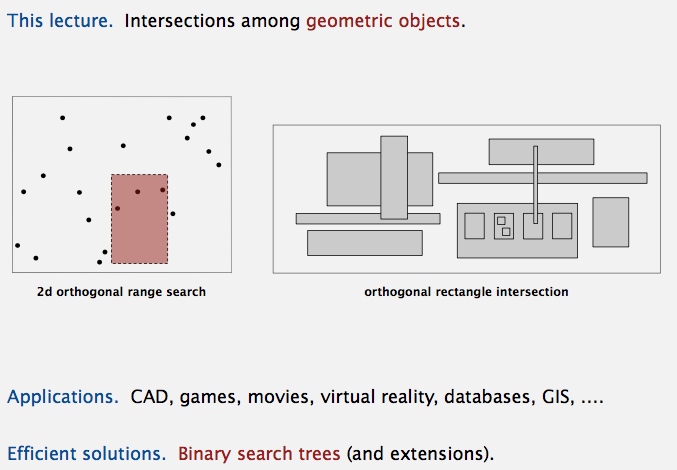 This lecture. Intersections among geometric objects.
2d orthogonal range search
orthogonal rectangle intersection
Applications. CAD, games, movies, virtual reality, databases, GIS, ....
Efficient solutions. Binary search trees (and extensions).